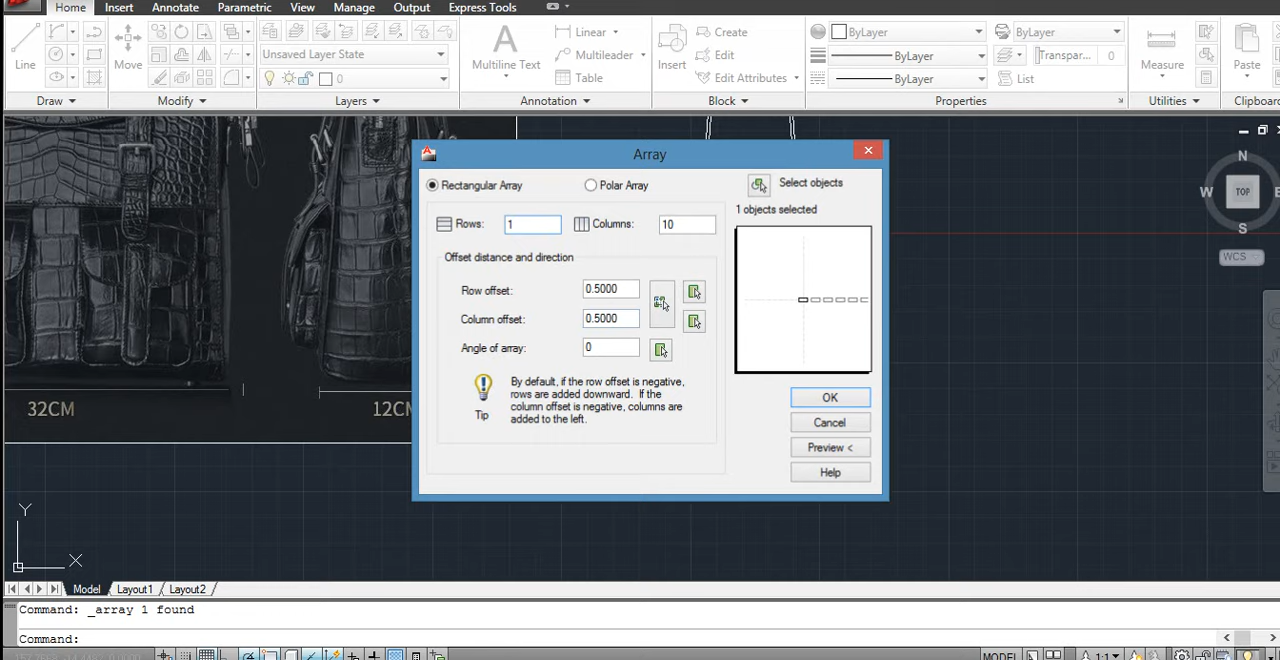 Home Insert Annotate Parametric View Manage Output Express Tools
Line Move Unsaved Layer State Multiline Text Linear Create ByLayer ByLayer Measure Paste
0 Multileader Insert Edit ByLayer Transpar... 0
Table Edit Attributes ByLayer List
Draw Modify Layers Annotation Block Properties Utilities Clipboar
Array
Rectangular Array Polar Array Select objects
1 objects selected
Rows: 1 Columns: 10
Offset distance and direction
Row offset: 0.5000
Column offset: 0.5000
Angle of array: 0
Tip
By default, if the row offset is negative,
rows are added downward. If the
column offset is negative, columns are
added to the left.
OK
Cancel
Preview <
Help
N
W TOP E
S
WCS
32CM 12CM
Y
X
Model Layout1 Layout2
Command: _array 1 found
Command:
MODEL 1:1